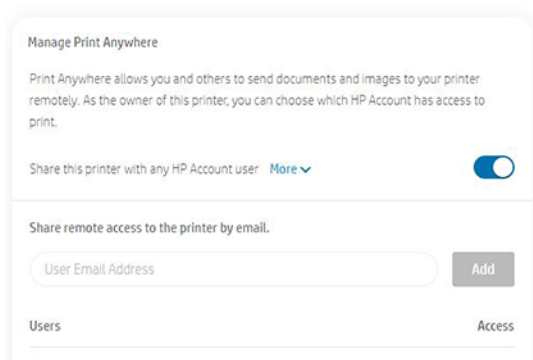 Manage Print Anywhere
Print Anywhere allows you and others to send documents and images to your printer
remotely. As the owner of this printer, you can choose which HP Account has access to
print.
Share this printer with any HP Account user More
Share remote access to the printer by email.
User Email Address Add
Users Access